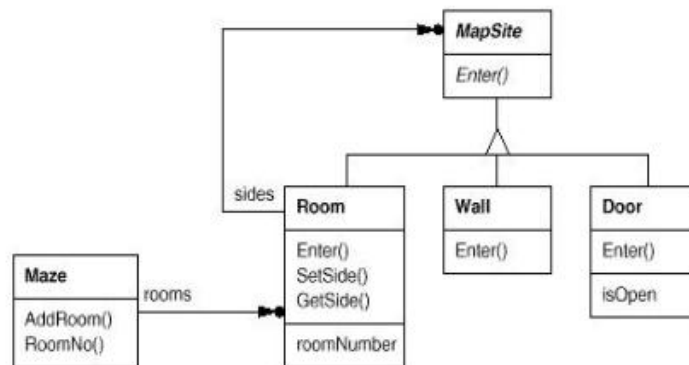 MapSite
Enter()
sides
Room
Enter()
SetSide()
GetSide()
roomNumber
Wall
Enter()
Door
Enter()
isOpen
Maze
AddRoom()
RoomNo()
rooms